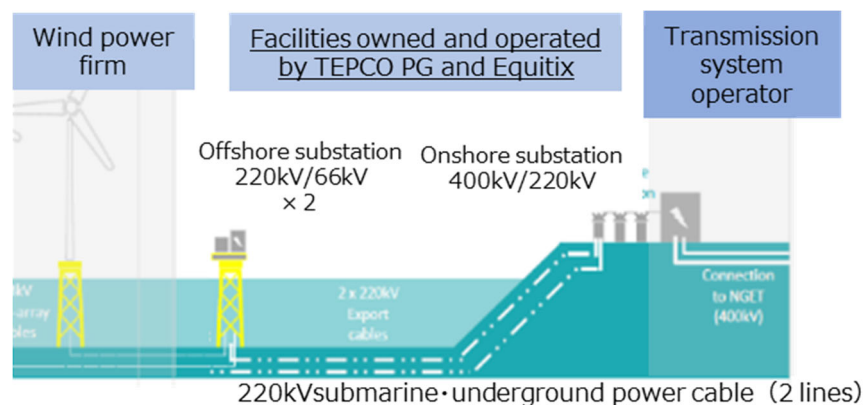 Wind power
firm
Facilities owned and operated
by TEPCO PG and Equitix
Transmission
system
operator
Offshore substation
220kV/66kV
× 2
Onshore substation
400kV/220kV
2 x 220kV
Export
cables
Connection
to NGET
(400kV)
220kVsubmarine・underground power cable (2 lines)